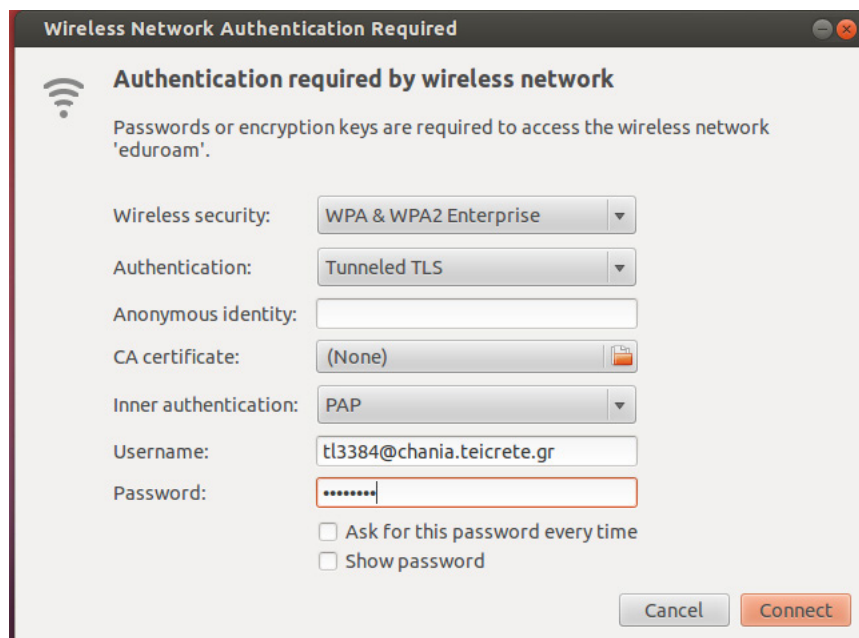 Wireless Network Authentication Required
Authentication required by wireless network
Passwords or encryption keys are required to access the wireless network
'eduroam'.
Wireless security: WPA & WPA2 Enterprise
Authentication: Tunneled TLS
Anonymous identity:
CA certificate: (None)
Inner authentication: PAP
Username: tl3384@chania.teicrete.gr
Password: ••••••••
Ask for this password every time
Show password
Cancel Connect